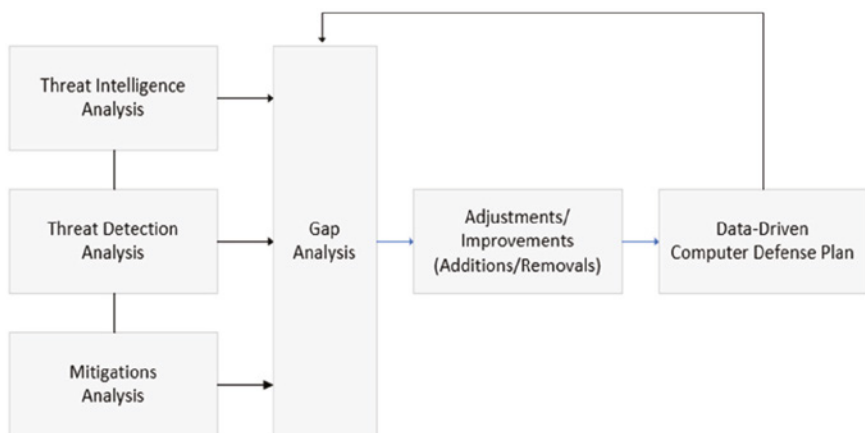 Threat Intelligence
Analysis
Threat Detection
Analysis
Mitigations
Analysis
Gap
Analysis
Adjustments/
Improvements
(Additions/Removals)
Data-Driven
Computer Defense Plan